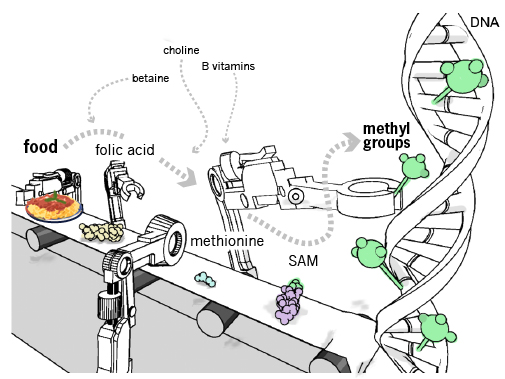 DNA
choline
B vitamins
betaine
methyl
groups
food
folic acid
methionine
SAM